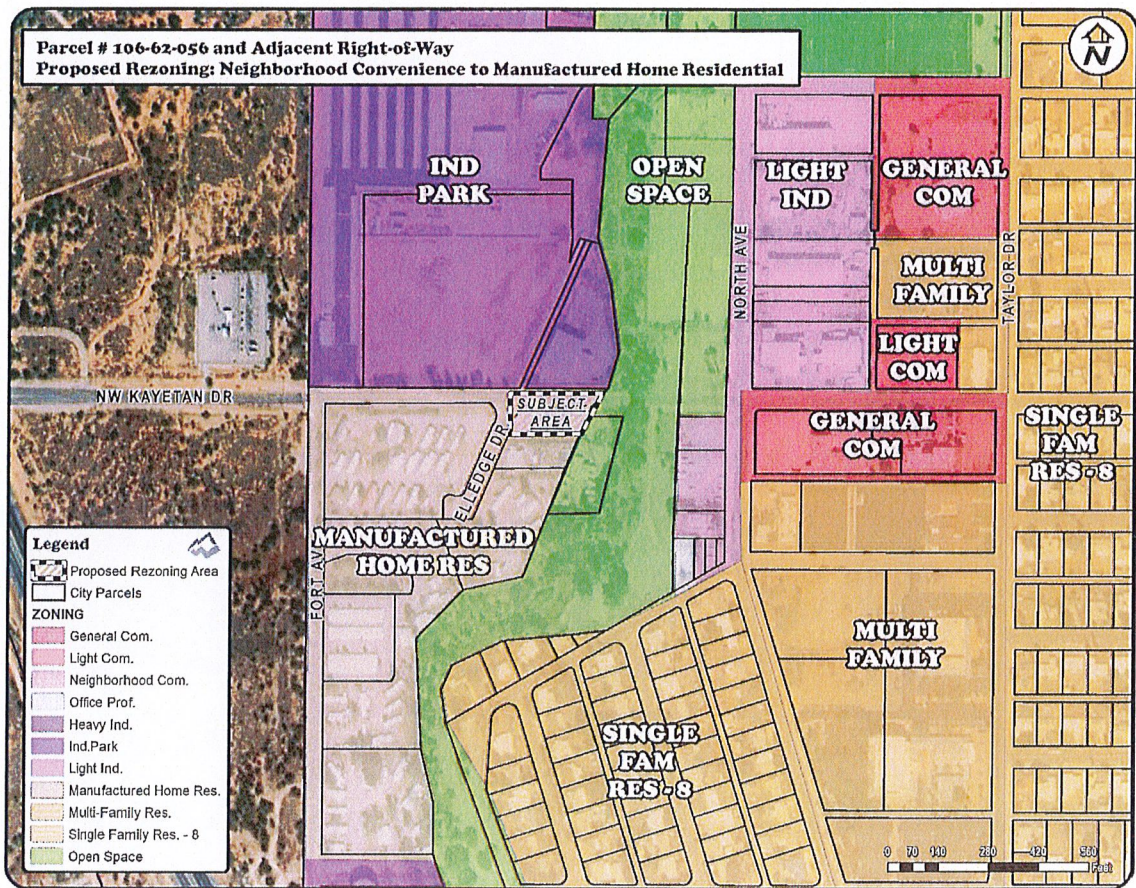 Parcel # 106-62-056 and Adjacent Right-of-Way
Proposed Rezoning: Neighborhood Convenience to Manufactured Home Residential
N
IND
PARK
OPEN
SPACE
LIGHT
IND
GENERAL
COM
NORTH AVE
MULTI
FAMILY
TAYLOR DR
LIGHT
COM
NW KAYETAN DR
SUBJECT
AREA
ELLEDGE DR
GENERAL
COM
SINGLE
FAM
RES - 8
MANUFACTURED
HOME RES
FORT AVE
MULTI
FAMILY
SINGLE
FAM
RES - 8
Legend
Proposed Rezoning Area
City Parcels
ZONING
General Com.
Light Com.
Neighborhood Com.
Office Prof.
Heavy Ind.
Ind.Park
Light Ind.
Manufactured Home Res.
Multi-Family Res.
Single Family Res. - 8
Open Space
0 70 140 280 420 560
Feet